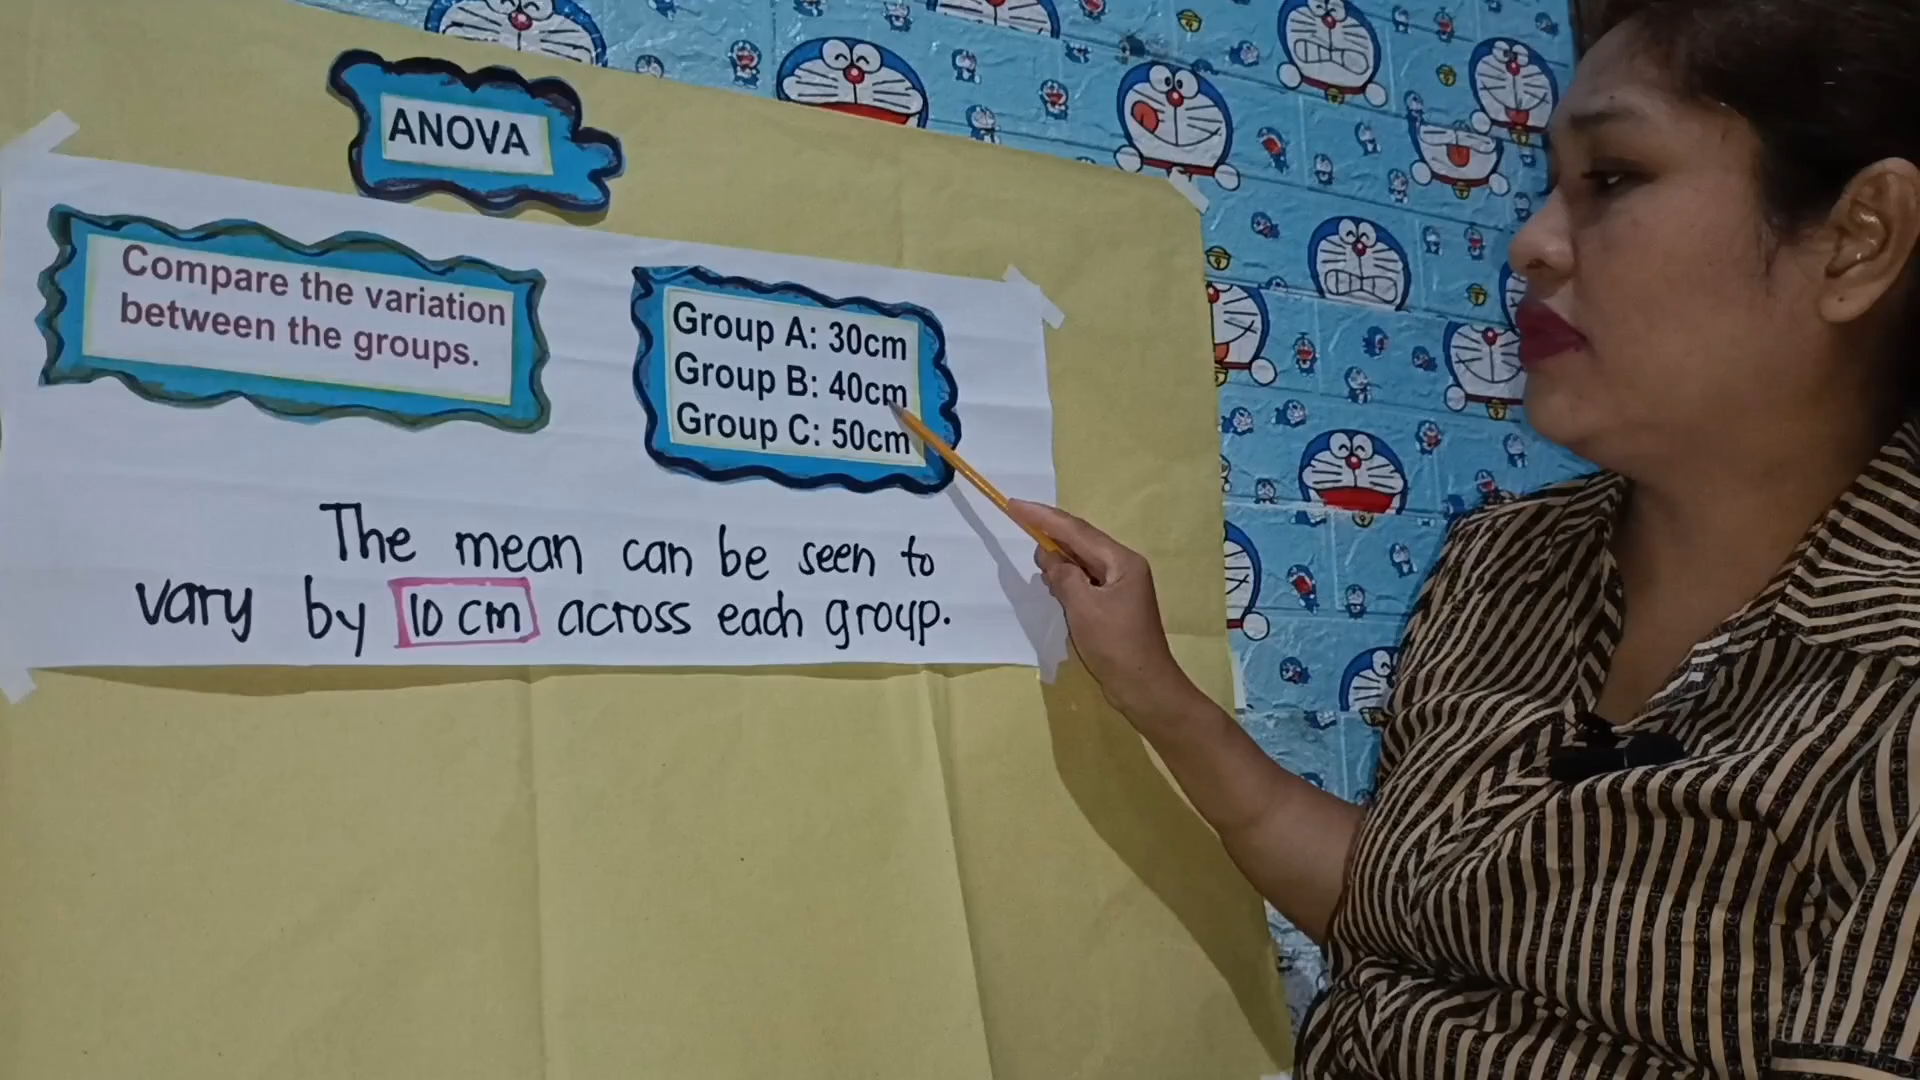 ANOVA
Compare the variation
between the groups.
Group A: 30cm
Group B: 40cm
Group C: 50cm
The mean can be seen to
vary by 10 cm across each group.